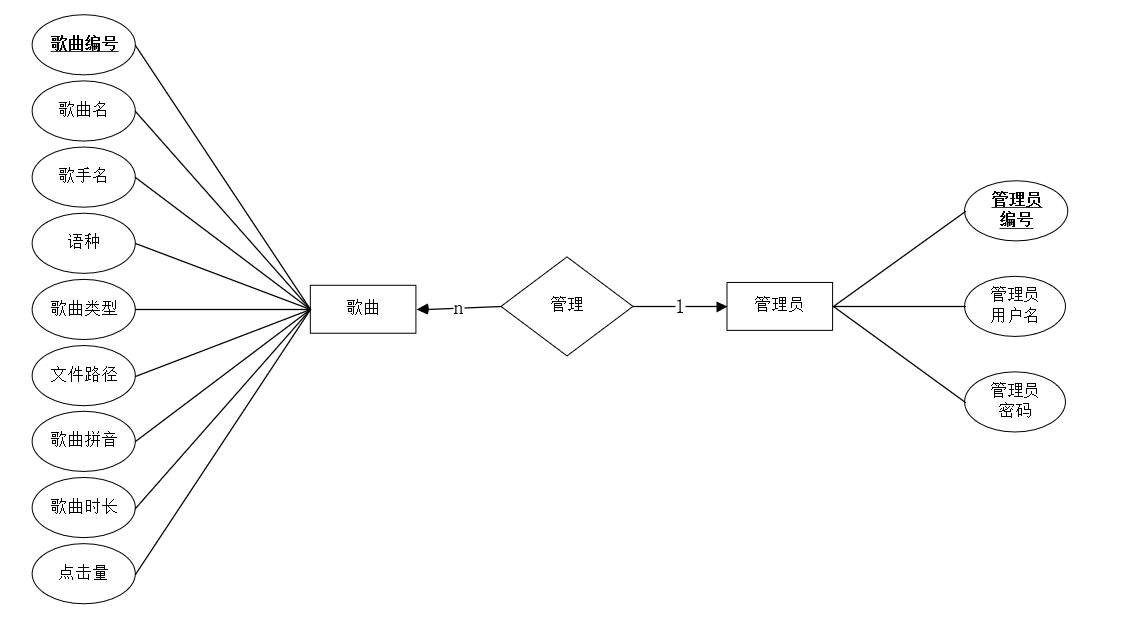 歌曲编号
歌曲名
歌手名
语种
歌曲类型
文件路径
歌曲拼音
歌曲时长
点击量
歌曲
n
管理
1
管理员
管理员
编号
管理员
用户名
管理员
密码